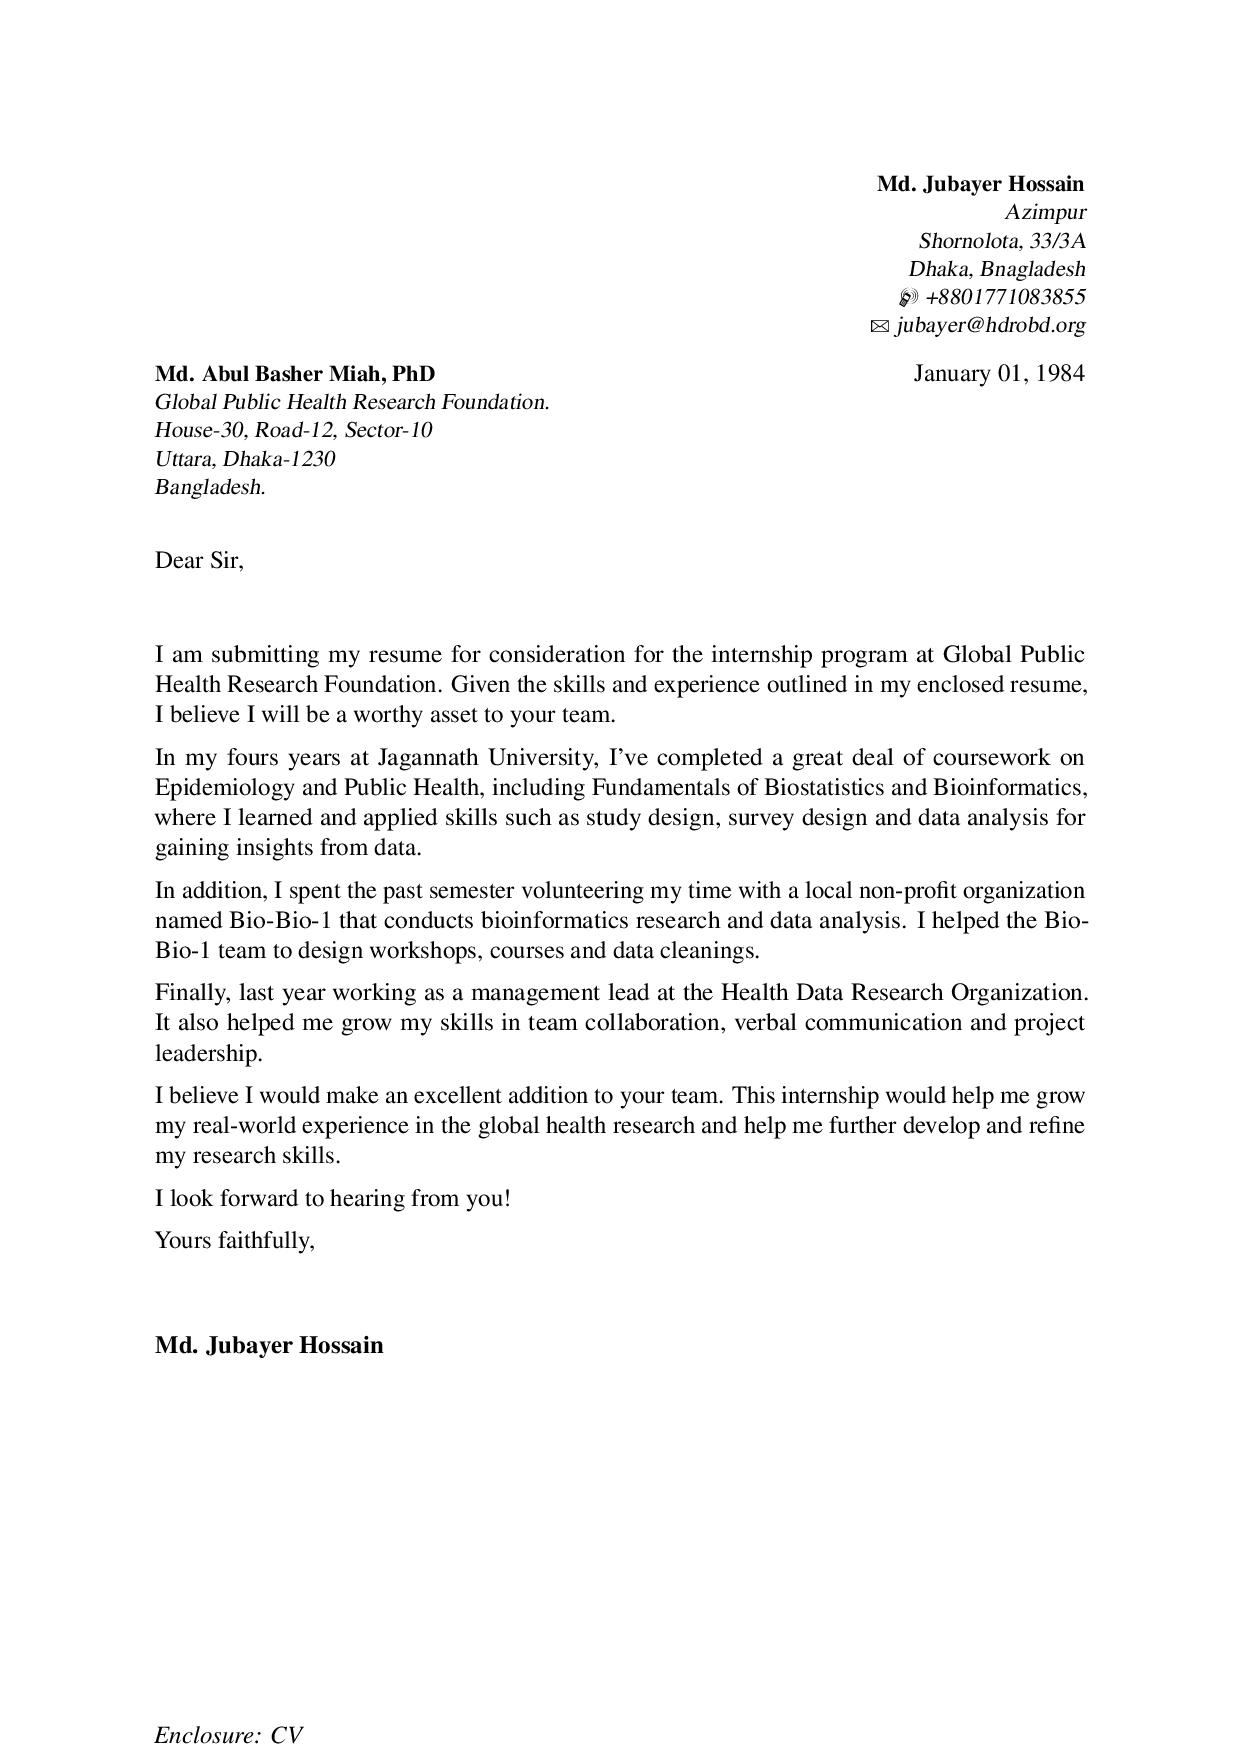 Md. Jubayer Hossain
Azimpur
Shornolota, 33/3A
Dhaka, Bnagladesh
+8801771083855
jubayer@hdrobd.org
Md. Abul Basher Miah, PhD
January 01, 1984
Global Public Health Research Foundation.
House-30, Road-12, Sector-10
Uttara, Dhaka-1230
Bangladesh.
Dear Sir,
I am submitting my resume for consideration for the internship program at Global Public
Health Research Foundation. Given the skills and experience outlined in my enclosed resume,
I believe I will be a worthy asset to your team.
In my fours years at Jagannath University, I’ve completed a great deal of coursework on
Epidemiology and Public Health, including Fundamentals of Biostatistics and Bioinformatics,
where I learned and applied skills such as study design, survey design and data analysis for
gaining insights from data.
In addition, I spent the past semester volunteering my time with a local non-profit organization
named Bio-Bio-1 that conducts bioinformatics research and data analysis. I helped the Bio-
Bio-1 team to design workshops, courses and data cleanings.
Finally, last year working as a management lead at the Health Data Research Organization.
It also helped me grow my skills in team collaboration, verbal communication and project
leadership.
I believe I would make an excellent addition to your team. This internship would help me grow
my real-world experience in the global health research and help me further develop and refine
my research skills.
I look forward to hearing from you!
Yours faithfully,
Md. Jubayer Hossain
Enclosure: CV